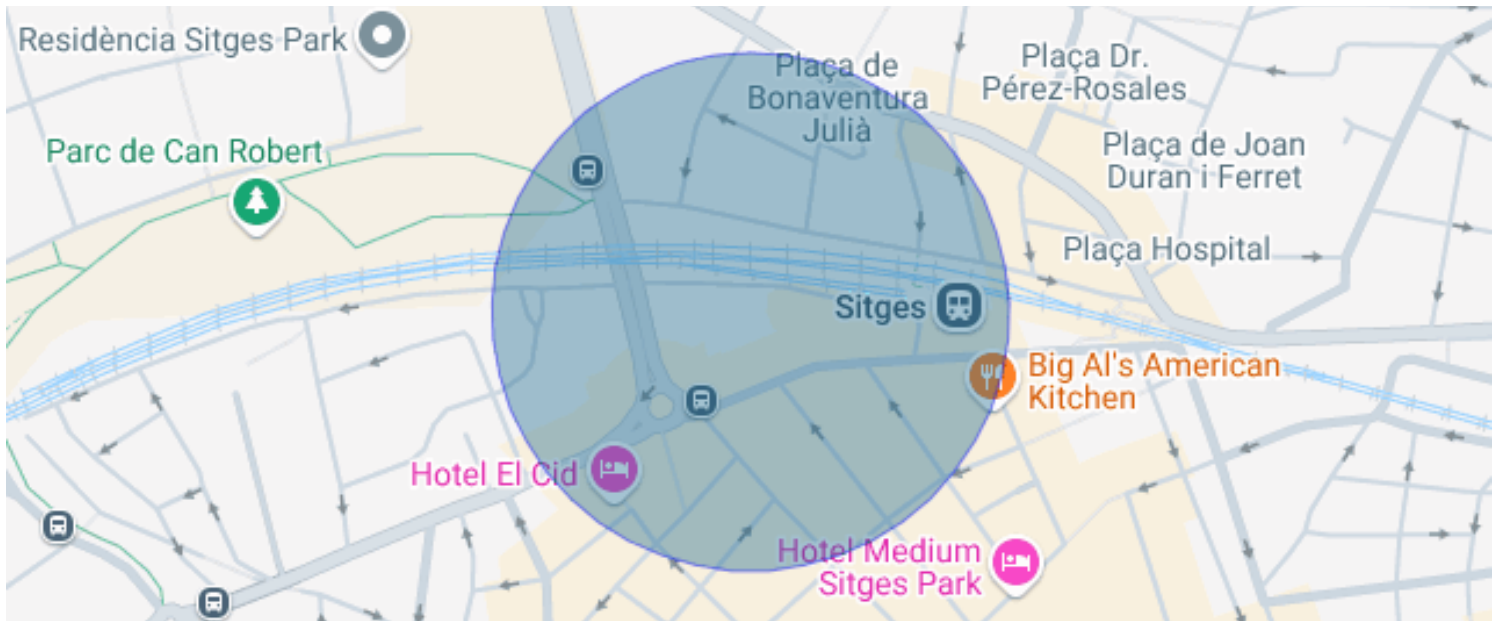 Residència Sitges Park
Plaça de
Bonaventura
Julià
Plaça Dr.
Pérez-Rosales
Parc de Can Robert
Plaça de Joan
Duran i Ferret
Plaça Hospital
Sitges
Big Al's American
Kitchen
Hotel El Cid
Hotel Medium
Sitges Park